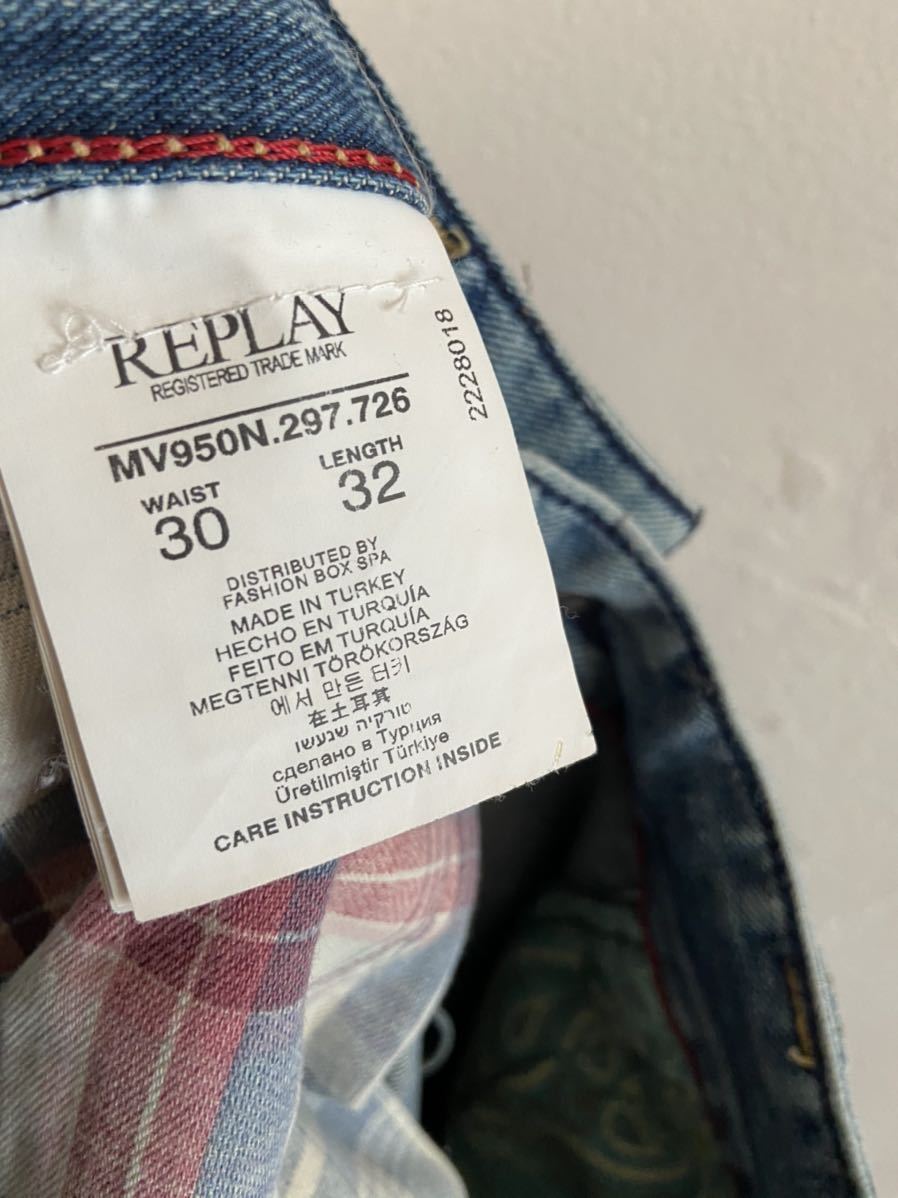 REPLAY
REGISTERED TRADE MARK
2228018
MV950N.297.726
WAIST LENGTH
30 32
DISTRIBUTED BY
FASHION BOX SPA
MADE IN TURKEY
HECHO EN TURQUÍA
FEITO EM TURQUIA
MEGTENNI TÖRÖKORSZÁG
에서 만든 터키
在土耳其
טורקיה שנעשו
сделано в Турция
Üretilmiştir Türkiye
CARE INSTRUCTION INSIDE